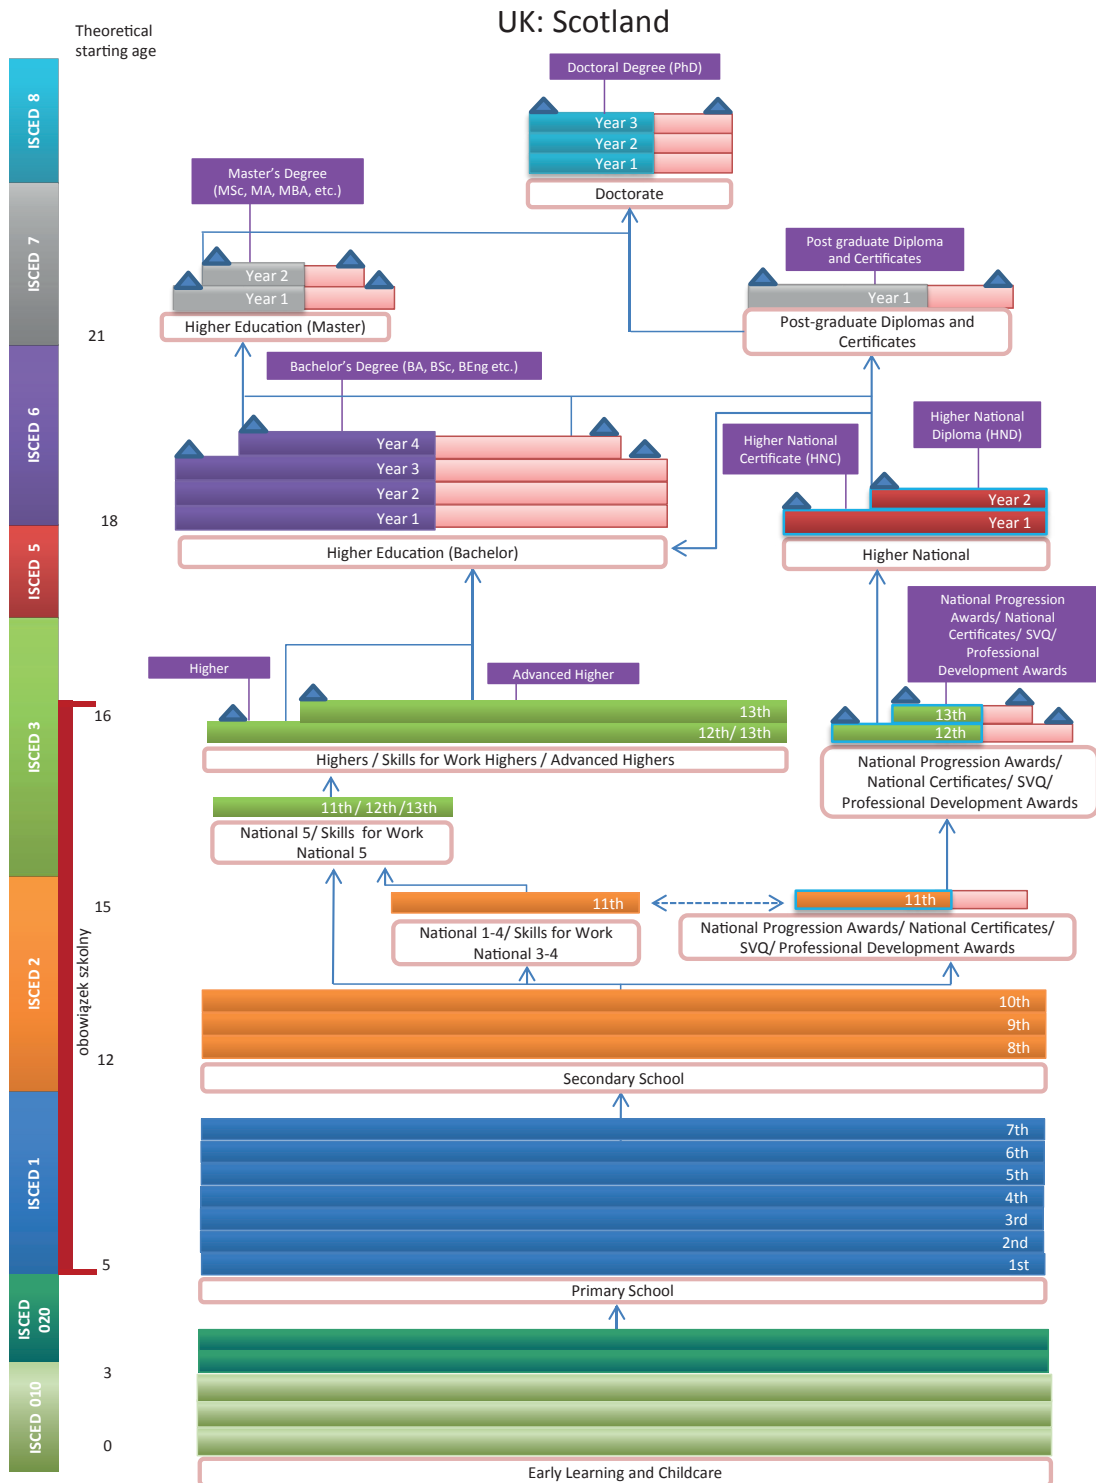 UK: Scotland
Theoretical
starting age
ISCED 8
Doctoral Degree (PhD)
Year 3
Year 2
Year 1
Doctorate
Master's Degree
(MSc, MA, MBA, etc.)
ISCED 7
Post graduate Diploma
and Certificates
Year 2
Year 1
Year 1
Higher Education (Master)
Post-graduate Diplomas and
Certificates
21
ISCED 6
Bachelor's Degree (BA, BSc, BEng etc.)
Higher National
Diploma (HND)
Higher National
Certificate (HNC)
Year 4
Year 3
Year 2
Year 1
Year 2
Year 1
18
Higher Education (Bachelor)
Higher National
ISCED 5
National Progression
Awards/ National
Certificates/ SVQ/
Professional
Development Awards
Higher
Advanced Higher
ISCED 3
16
13th
12th/ 13th
13th
12th
Highers / Skills for Work Highers / Advanced Highers
National Progression Awards/
National Certificates/ SVQ/
Professional Development Awards
11th / 12th /13th
National 5/ Skills for Work
National 5
15
11th
11th
National 1-4/ Skills for Work
National 3-4
National Progression Awards/ National Certificates/
SVQ/ Professional Development Awards
ISCED 2
obowiązek szkolny
10th
9th
8th
12
Secondary School
ISCED 1
7th
6th
5th
4th
3rd
2nd
1st
5
Primary School
ISCED
020
3
ISCED 010
0
Early Learning and Childcare